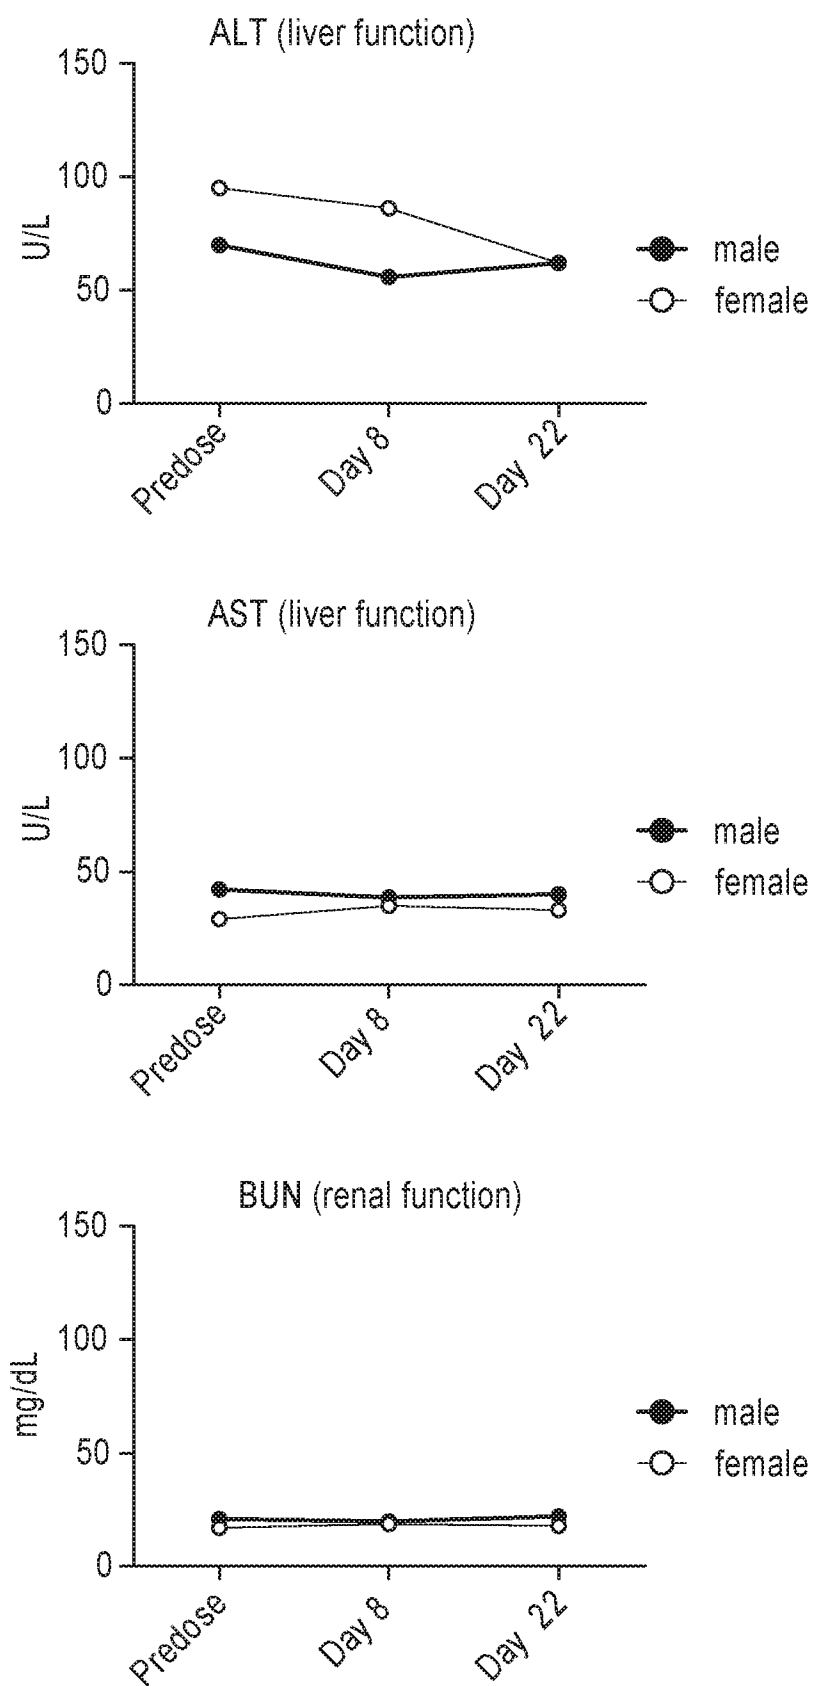 ALT (liver function)
150
100
50
0
U/L
Predose
Day 8
Day 22
male
female
AST (liver function)
150
100
50
0
U/L
Predose
Day 8
Day 22
male
female
BUN (renal function)
150
100
50
0
mg/dL
Predose
Day 8
Day 22
male
female